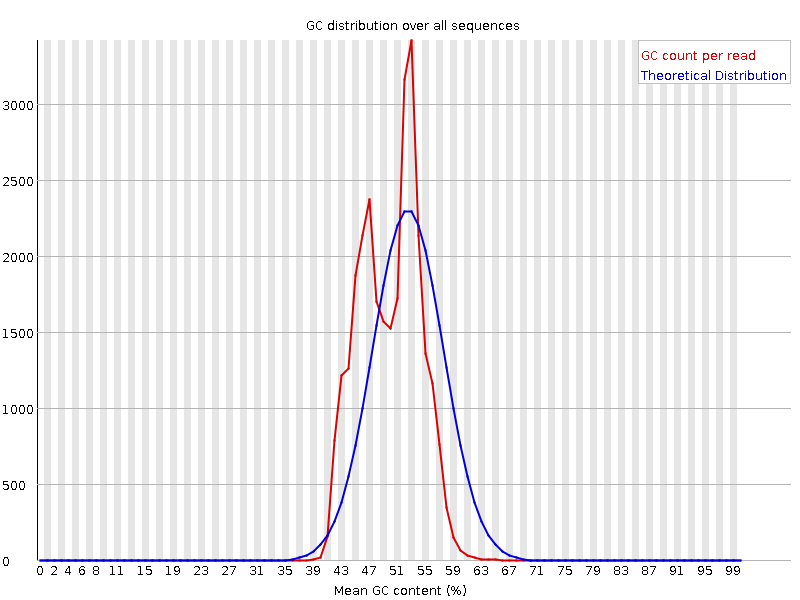 GC distribution over all sequences
GC count per read
Theoretical Distribution
3000
2500
2000
1500
1000
500
0
0 2 4 6 8 11 15 19 23 27 31 35 39 43 47 51 55 59 63 67 71 75 79 83 87 91 95 99
Mean GC content (%)